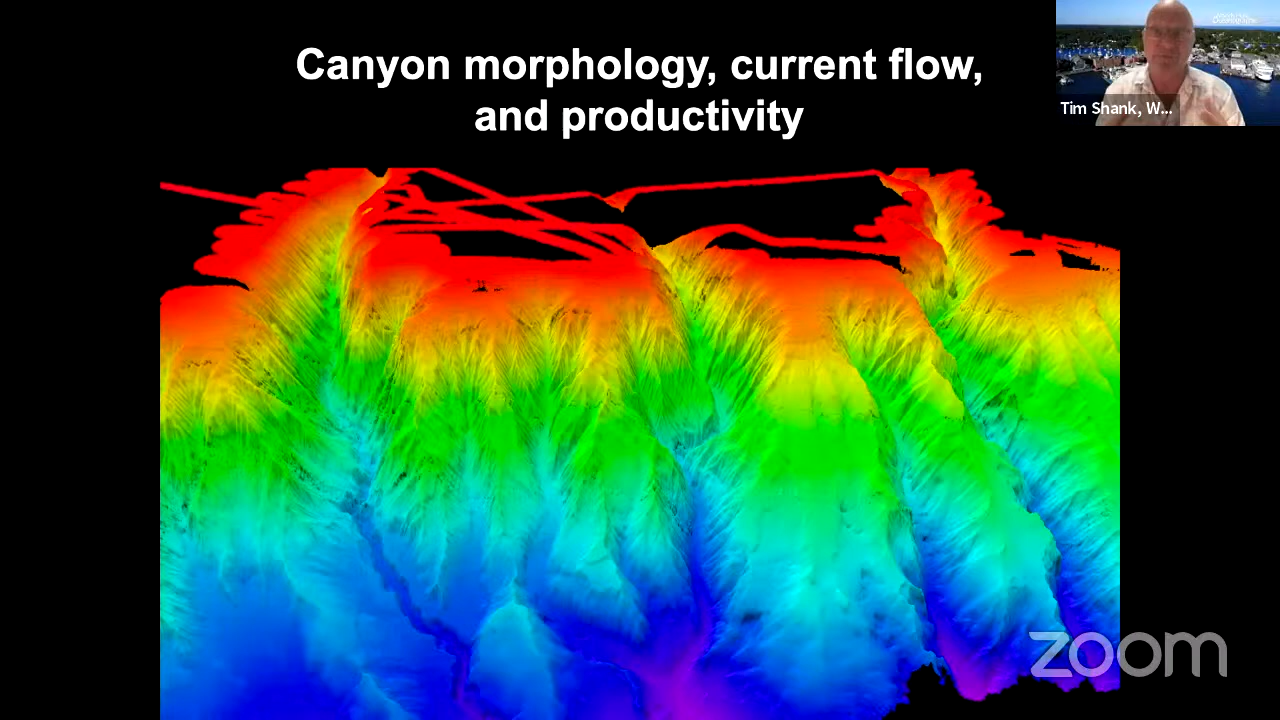 Canyon morphology, current flow,
and productivity
Tim Shank, W...
zoom